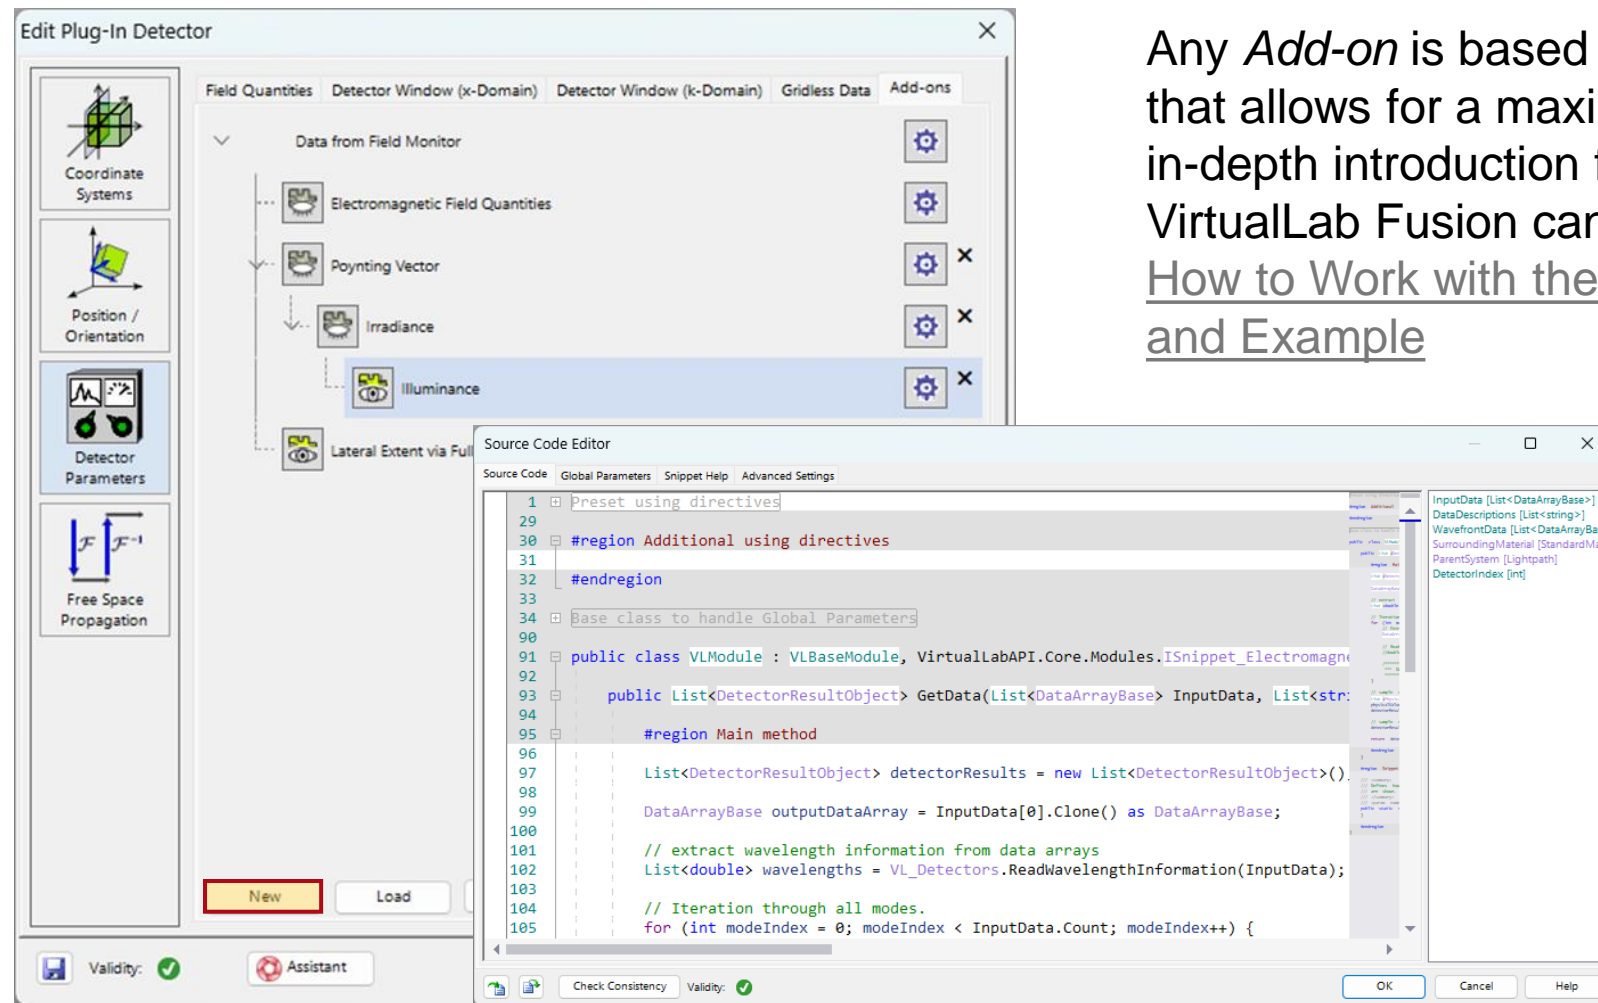 Edit Plug-In Detector
Coordinate
Systems
Position /
Orientation
Detector
Parameters
Free Space
Propagation
Field Quantities
Detector Window (x-Domain)
Detector Window (k-Domain)
Gridless Data
Add-ons
Data from Field Monitor
Electromagnetic Field Quantities
Poynting Vector
Irradiance
Illuminance
Lateral Extent via Full
New
Load
Validity:
Assistant
Any Add-on is based
that allows for a maxi
in-depth introduction
VirtualLab Fusion can
How to Work with the
and Example
Source Code Editor
Source Code
Global Parameters
Snippet Help
Advanced Settings
1 Preset using directives
29
30 #region Additional using directives
31
32 #endregion
33
34 Base class to handle Global Parameters
90
91 public class VLModule : VLBaseModule, VirtualLabAPI.Core.Modules.ISnippet_Electromagne
92
93 public List<DetectorResultObject> GetData(List<DataArrayBase> InputData, List<str
94
95 #region Main method
96
97 List<DetectorResultObject> detectorResults = new List<DetectorResultObject>()
98
99 DataArrayBase outputDataArray = InputData[0].Clone() as DataArrayBase;
100
101 // extract wavelength information from data arrays
102 List<double> wavelengths = VL_Detectors.ReadWavelengthInformation(InputData);
103
104 // Iteration through all modes.
105 for (int modeIndex = 0; modeIndex < InputData.Count; modeIndex++) {
InputData [List<DataArrayBase>]
DataDescriptions [List<string>]
WavefrontData [List<DataArrayBa
SurroundingMaterial [StandardMa
ParentSystem [Lightpath]
DetectorIndex [int]
Check Consistency
Validity:
OK
Cancel
Help